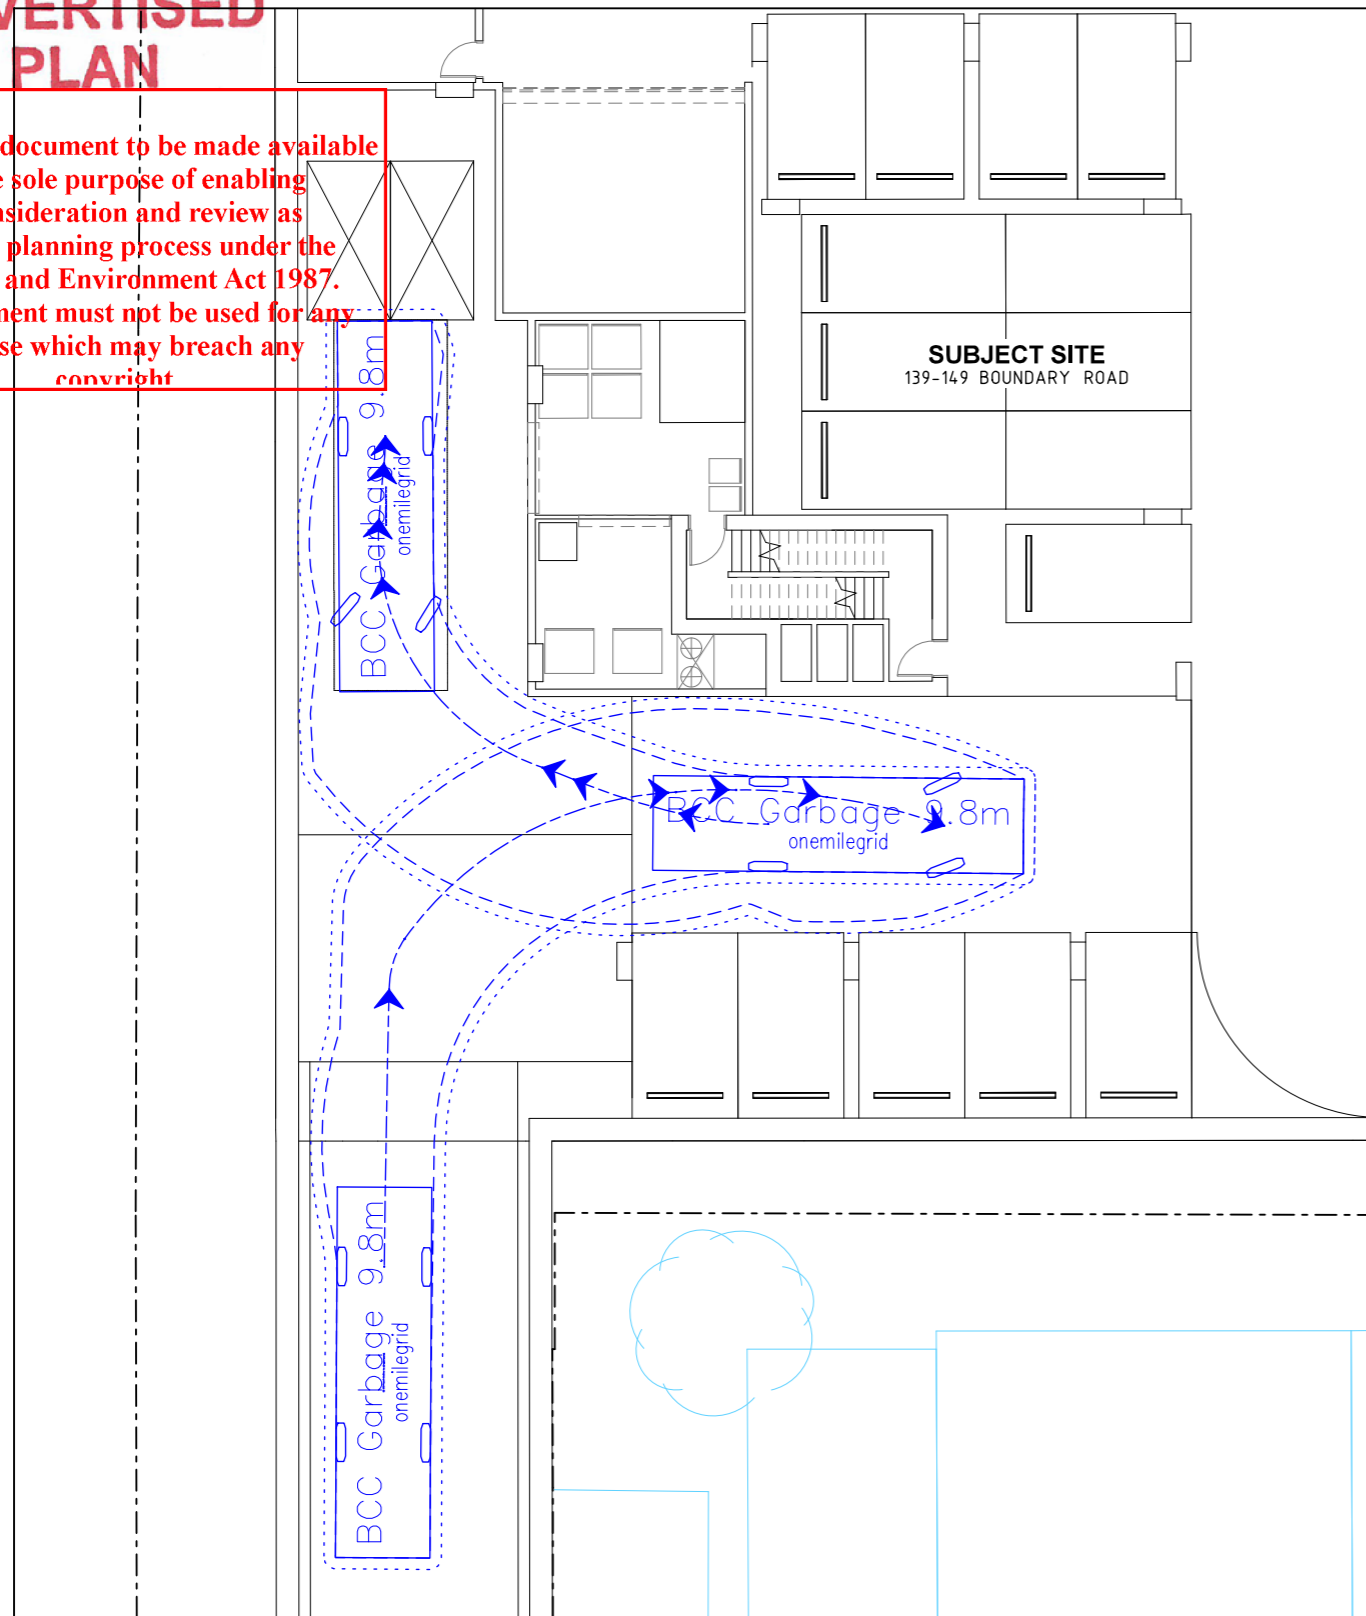 PLAN
document to be made available
sole purpose of enabling
consideration and review as
planning process under the
and Environment Act 1987.
must not be used for any
which may breach any
copyright
SUBJECT SITE
139-149 BOUNDARY ROAD
BCC Garbage 9.8m
onemilegrid
BCC Garbage 9.8m
onemilegrid
BCC Garbage 9.8m
onemilegrid